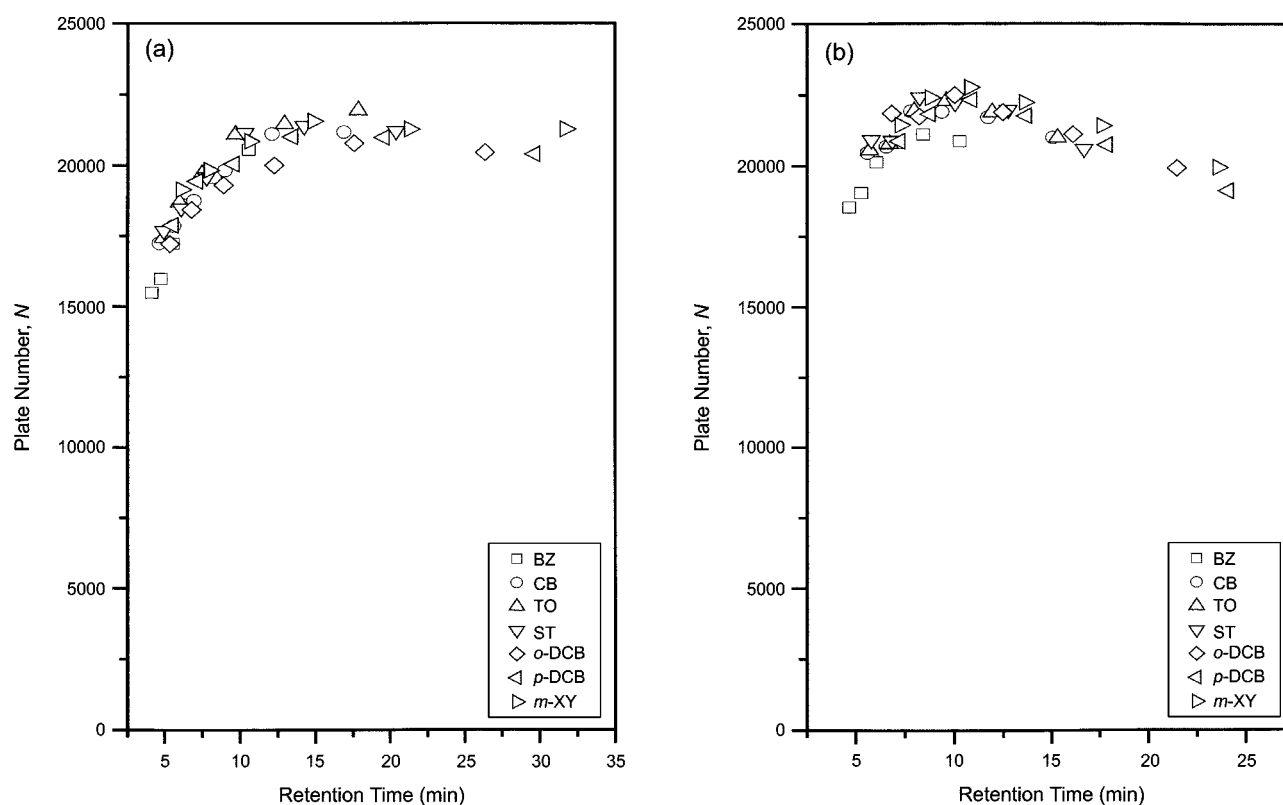 (a)
Plate Number, N
25000
20000
15000
10000
5000
0
5 10 15 20 25 30 35
Retention Time (min)
BZ
CB
TO
ST
o-DCB
p-DCB
m-XY
(b)
Plate Number, N
25000
20000
15000
10000
5000
0
5 10 15 20 25
Retention Time (min)
BZ
CB
TO
ST
o-DCB
p-DCB
m-XY